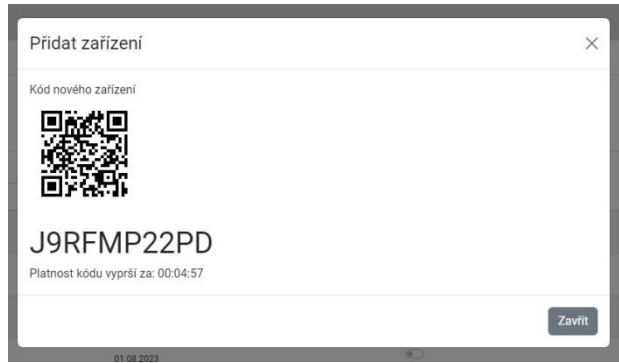 Přidat zařízení
Kód nového zařízení
J9RFMP22PD
Platnost kódu vyprší za: 00:04:57
Zavřít
01.08.2023